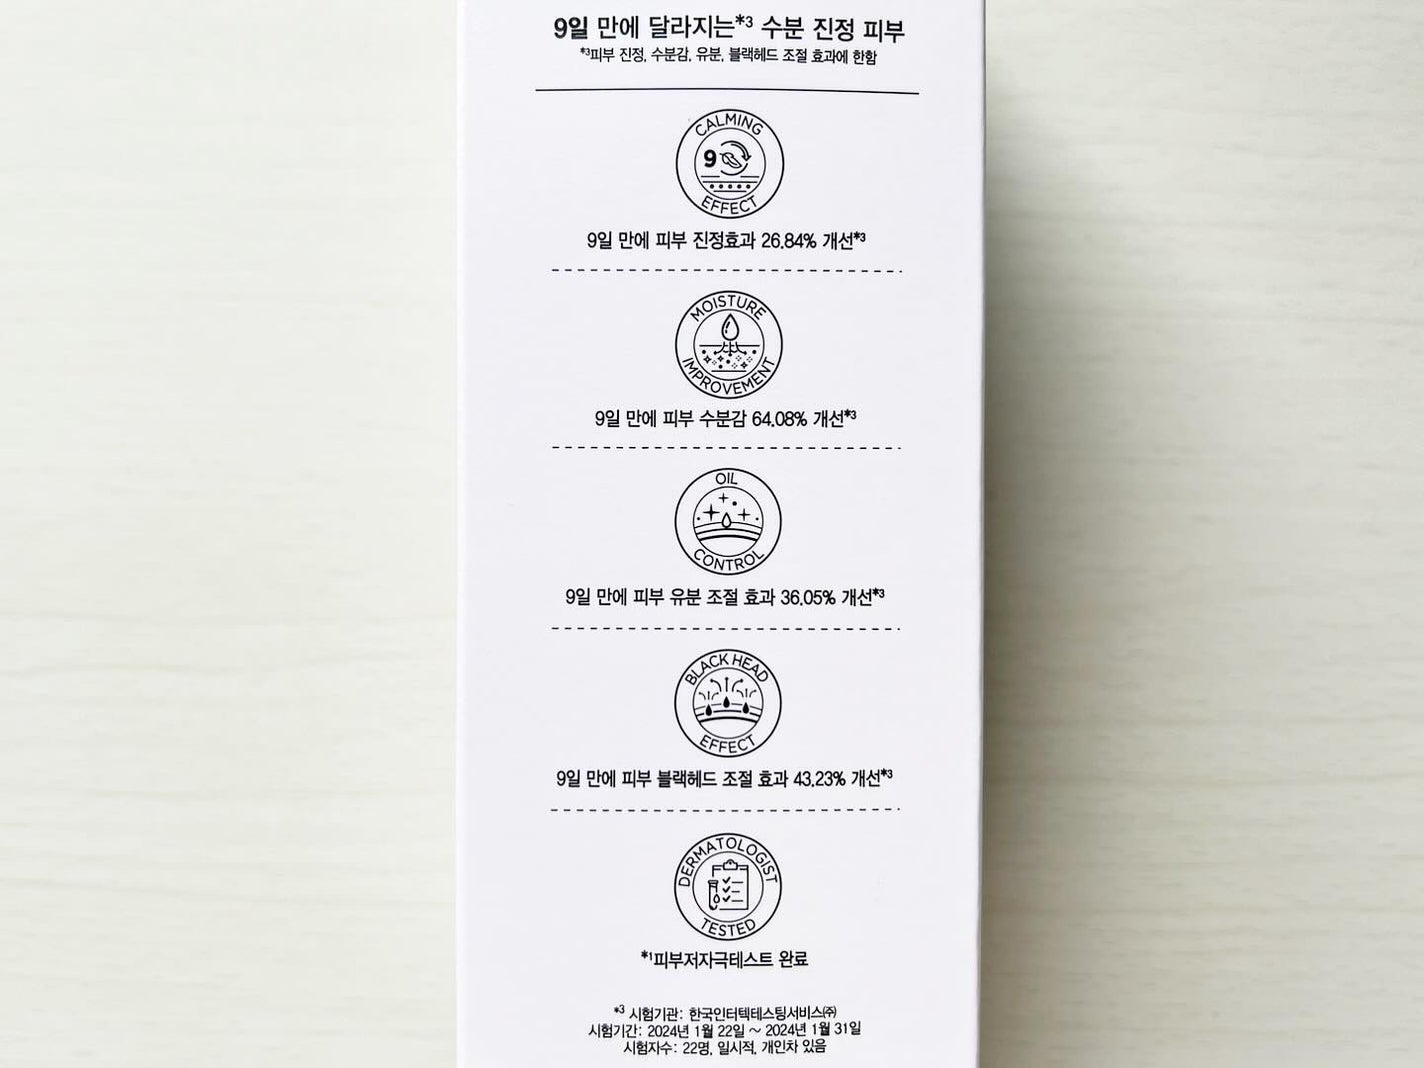 9일 만에 달라지는*3 수분 진정 피부
*3피부 진정, 수분감, 유분, 블랙헤드 조절 효과에 한함
CALMING
9
EFFECT
9일 만에 피부 진정효과 26.84% 개선*3
MOISTURE
IMPROVEMENT
9일 만에 피부 수분감 64.08% 개선*3
OIL
CONTROL
9일 만에 피부 유분 조절 효과 36.05% 개선*3
BLACK HEAD
EFFECT
9일 만에 피부 블랙헤드 조절 효과 43.23% 개선*3
DERMATOLOGIST
TESTED
*1피부저자극테스트 완료
*3 시험기관: 한국인터텍테스팅서비스㈜
시험기간: 2024년 1월 22일 ~ 2024년 1월 31일
시험자수: 22명, 일시적, 개인차 있음